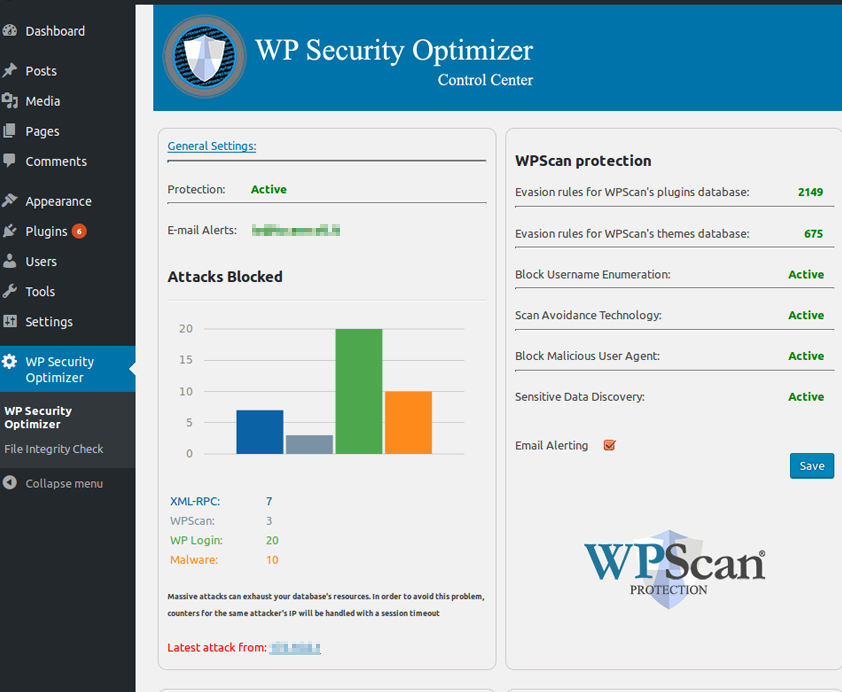 Dashboard
Posts
Media
Pages
Comments
Appearance
Plugins 6
Users
Tools
Settings
WP Security
Optimizer
WP Security
Optimizer
File Integrity Check
Collapse menu
WP Security Optimizer
Control Center
General Settings:
Protection: Active
E-mail Alerts:
Attacks Blocked
20
15
10
5
0
XML-RPC: 7
WPScan: 3
WP Login: 20
Malware: 10
Massive attacks can exhaust your database's resources. In order to avoid this problem,
counters for the same attacker's IP will be handled with a session timeout
Latest attack from:
WPScan protection
Evasion rules for WPScan's plugins database: 2149
Evasion rules for WPScan's themes database: 675
Block Username Enumeration: Active
Scan Avoidance Technology: Active
Block Malicious User Agent: Active
Sensitive Data Discovery: Active
Email Alerting
Save
WPScan®
PROTECTION